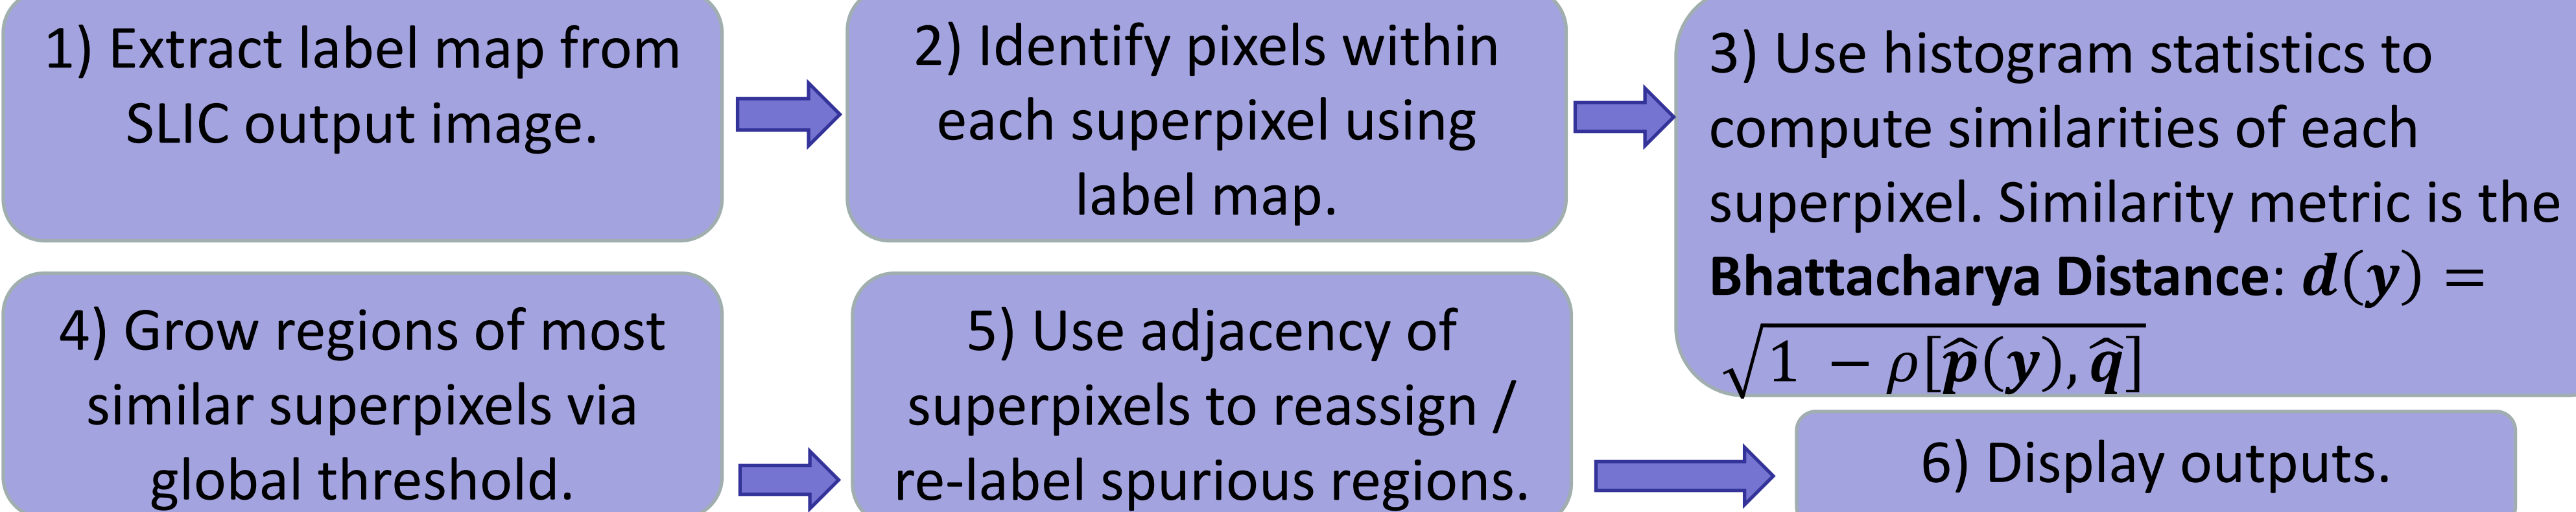 1) Extract label map from
SLIC output image.
2) Identify pixels within
each superpixel using
label map.
3) Use histogram statistics to
compute similarities of each
superpixel. Similarity metric is the
Bhattacharya Distance: d(y) =
√1 − ρ[p̂(y), q̂]
4) Grow regions of most
similar superpixels via
global threshold.
5) Use adjacency of
superpixels to reassign /
re-label spurious regions.
6) Display outputs.